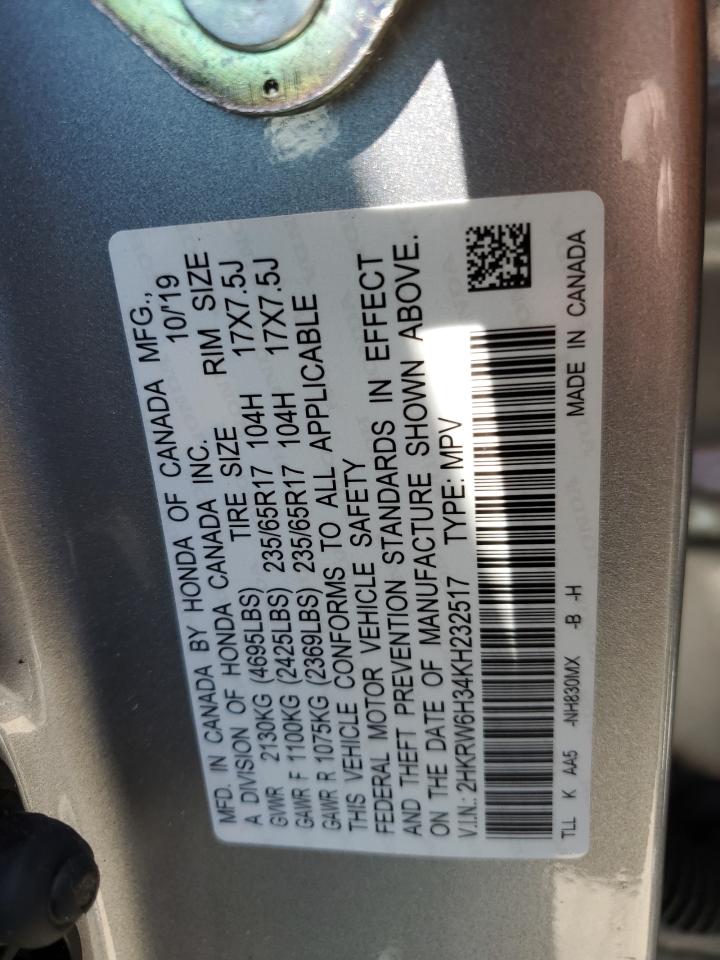 MFD. IN CANADA BY HONDA OF CANADA MFG.,
A DIVISION OF HONDA CANADA INC. 10/'19
TIRE SIZE RIM SIZE
GVWR 2130KG (4695LBS)
GAWR F 1100KG (2425LBS) 235/65R17 104H 17X7.5J
GAWR R 1075KG (2369LBS) 235/65R17 104H 17X7.5J
THIS VEHICLE CONFORMS TO ALL APPLICABLE
FEDERAL MOTOR VEHICLE SAFETY
AND THEFT PREVENTION STANDARDS IN EFFECT
ON THE DATE OF MANUFACTURE SHOWN ABOVE.
V.I.N.: 2HKRW6H34KH232517 TYPE: MPV
TLL K AA5 -NH830MX -B -H MADE IN CANADA